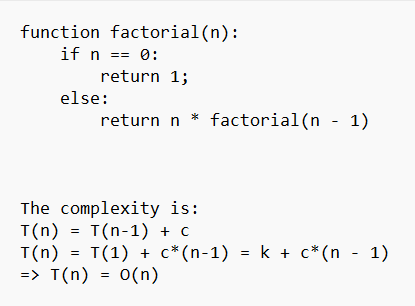 function factorial(n):
    if n == 0:
        return 1;
    else:
        return n * factorial(n - 1)
The complexity is:
T(n) = T(n-1) + c
T(n) = T(1) + c*(n-1) = k + c*(n - 1)
=> T(n) = O(n)